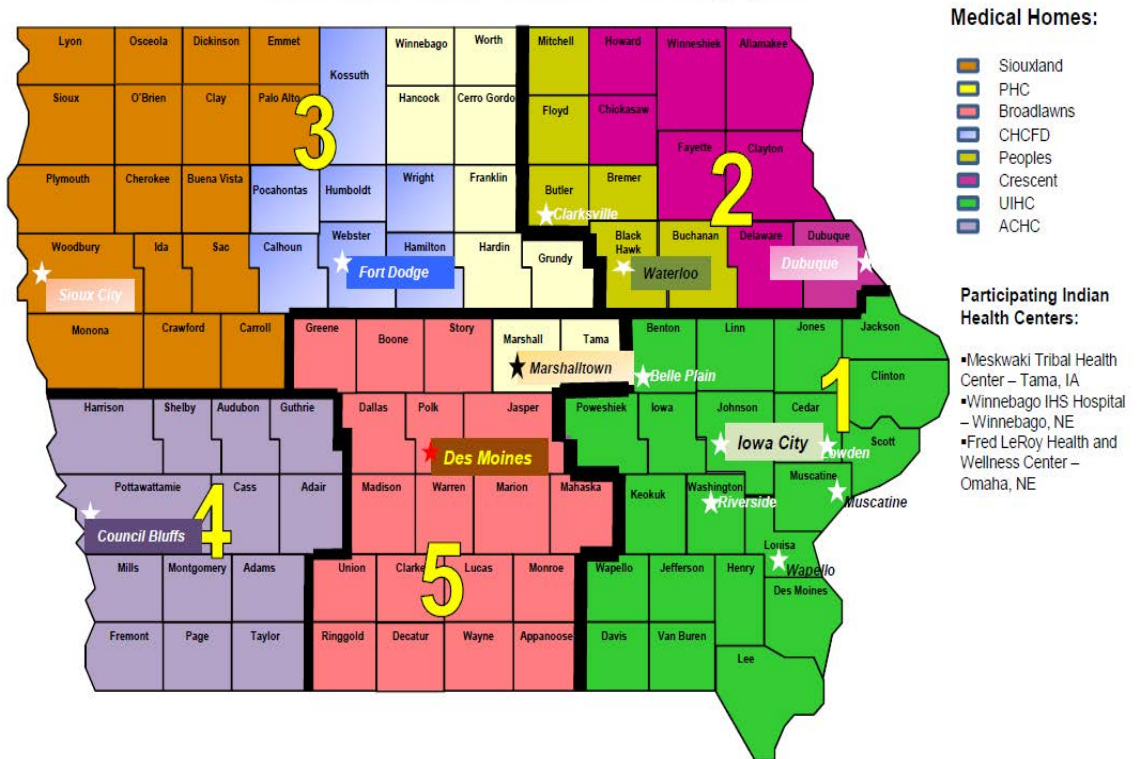 Medical Homes:
Siouxland
PHC
Broadlawns
CHCFD
Peoples
Crescent
UIHC
ACHC
Participating Indian
Health Centers:
▪Meskwaki Tribal Health
Center – Tama, IA
▪Winnebago IHS Hospital
– Winnebago, NE
▪Fred LeRoy Health and
Wellness Center –
Omaha, NE
Lyon Osceola Dickinson Emmet Kossuth Winnebago Worth Mitchell Howard Winneshiek Allamakee
Sioux O'Brien Clay Palo Alto Hancock Cerro Gordo Floyd Chickasaw
3
Fayette Clayton
2
Plymouth Cherokee Buena Vista Pocahontas Humboldt Wright Franklin Butler Bremer
Clarksville
Woodbury Ida Sac Calhoun Webster Hamilton Hardin Grundy Black Hawk Buchanan Delaware Dubuque
Sioux City Fort Dodge Waterloo Dubuque
Monona Crawford Carroll Greene Boone Story Marshall Tama Benton Linn Jones Jackson
Marshalltown Belle Plain Clinton
1
Harrison Shelby Audubon Guthrie Dallas Polk Jasper Poweshiek Iowa Johnson Cedar Scott
Des Moines Iowa City Lowden
Pottawattamie Cass Adair Madison Warren Marion Mahaska Keokuk Washington Muscatine
4
Council Bluffs Riverside Muscatine
Louisa
Wapello
Mills Montgomery Adams Union Clarke Lucas Monroe Wapello Jefferson Henry Des Moines
5
Fremont Page Taylor Ringgold Decatur Wayne Appanoose Davis Van Buren Lee